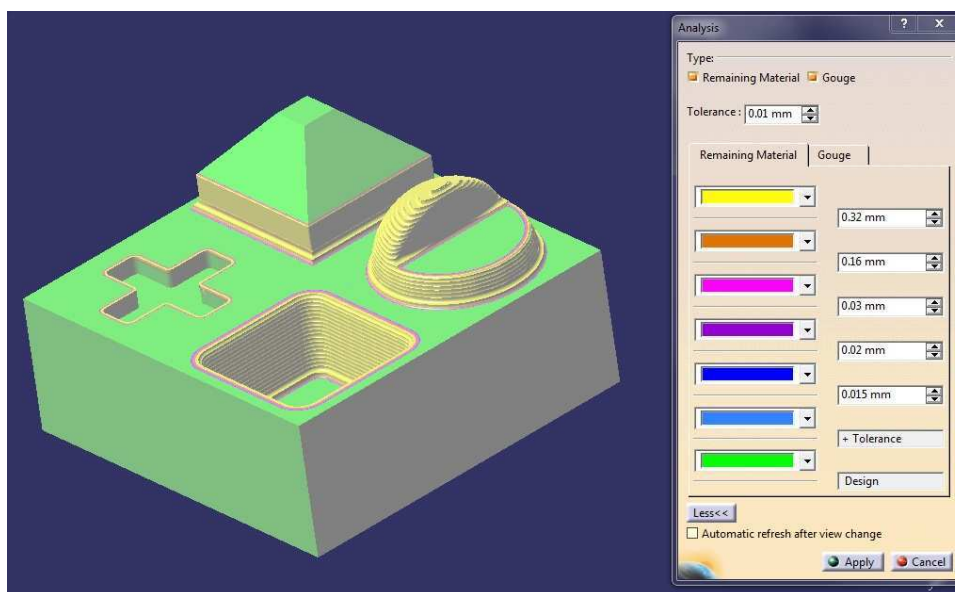 Analysis
? X
Type:
Remaining Material Gouge
Tolerance : 0.01 mm
Remaining Material Gouge
0.32 mm
0.16 mm
0.03 mm
0.02 mm
0.015 mm
+ Tolerance
Design
Less<<
Automatic refresh after view change
Apply Cancel